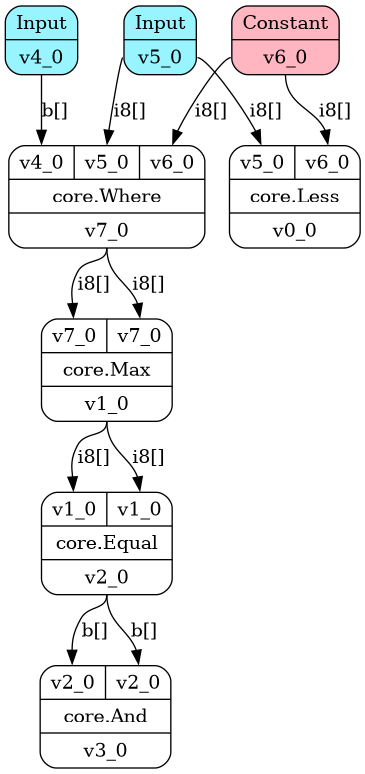 Input
v4_0
Input
v5_0
Constant
v6_0
b[]
i8[]
i8[]
i8[]
i8[]
v4_0 v5_0 v6_0
core.Where
v7_0
v5_0 v6_0
core.Less
v0_0
i8[]
i8[]
v7_0 v7_0
core.Max
v1_0
i8[]
i8[]
v1_0 v1_0
core.Equal
v2_0
b[]
b[]
v2_0 v2_0
core.And
v3_0